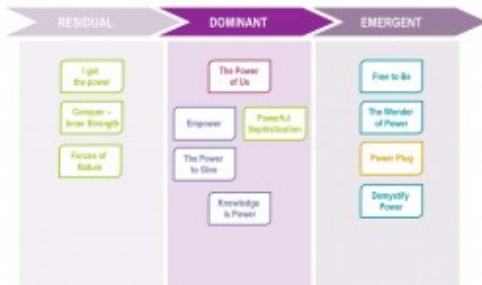 RESIDUAL
DOMINANT
EMERGENT
I got
the power
Conquer –
Inner Strength
Forces of
Nature
The Power
of Us
Empower
Powerful
Sophistication
The Power
to Give
Knowledge
is Power
Free to Be
The Wonder
of Power
Power Plug
Demystify
Power